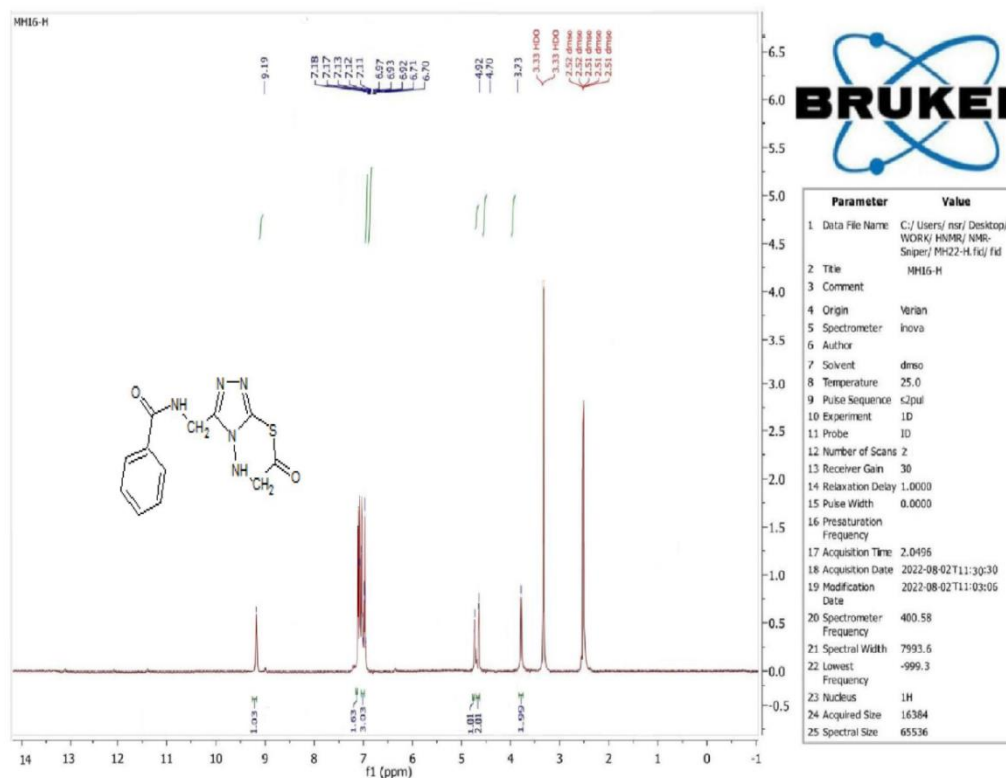 MH16-H
9.19
7.18
7.17
7.13
7.12
7.11
6.97
6.93
6.92
6.71
6.70
4.92
4.70
3.73
3.33 HDO
3.33 HDO
2.52 dmso
2.52 dmso
2.51 dmso
2.51 dmso
2.51 dmso
6.5
6.0
5.5
5.0
4.5
4.0
3.5
3.0
2.5
2.0
1.5
1.0
0.5
0.0
-0.5
O
NH
CH2
N N
N
S
NH
CH2
O
1.03
1.63
3.03
1.01
2.01
1.99
14 13 12 11 10 9 8 7 6 5 4 3 2 1 0 -1
f1 (ppm)
BRUKER
Parameter Value
1 Data File Name C:/ Users/ nsr/ Desktop/
WORK/ HNMR/ NMR-
Sniper/ MH22-H.fid/ fid
2 Title MH16-H
3 Comment
4 Origin Varian
5 Spectrometer inova
6 Author
7 Solvent dmso
8 Temperature 25.0
9 Pulse Sequence s2pul
10 Experiment 1D
11 Probe ID
12 Number of Scans 2
13 Receiver Gain 30
14 Relaxation Delay 1.0000
15 Pulse Width 0.0000
16 Presaturation
Frequency
17 Acquisition Time 2.0496
18 Acquisition Date 2022-08-02T11:30:30
19 Modification 2022-08-02T11:03:06
Date
20 Spectrometer 400.58
Frequency
21 Spectral Width 7993.6
22 Lowest -999.3
Frequency
23 Nucleus 1H
24 Acquired Size 16384
25 Spectral Size 65536